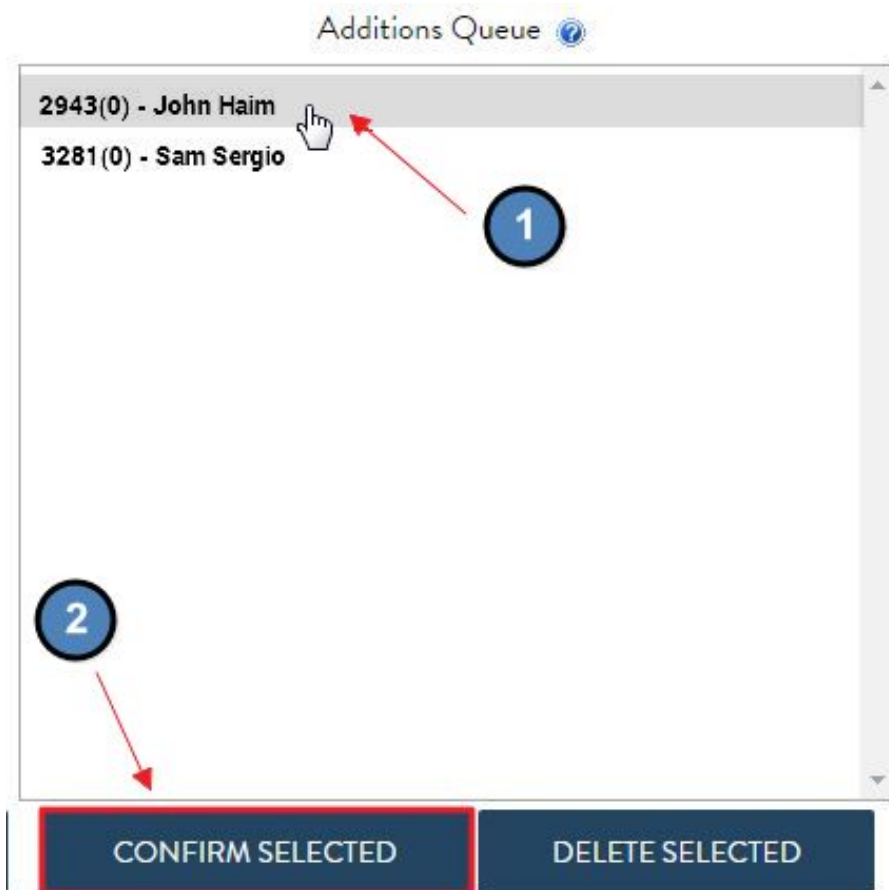 Additions Queue ?
2943(0) - John Haim
3281(0) - Sam Sergio
1
2
CONFIRM SELECTED
DELETE SELECTED